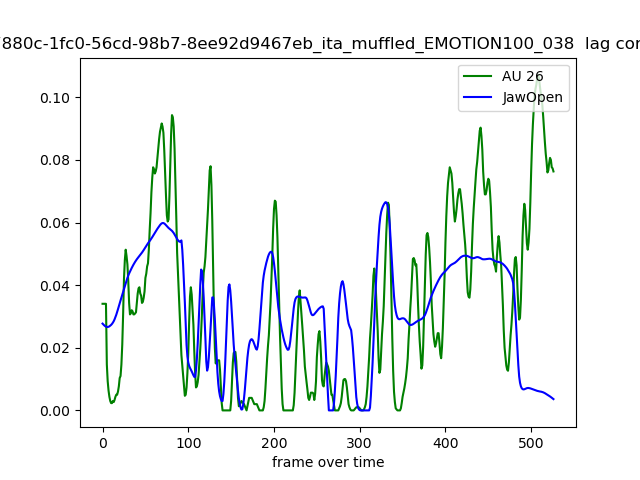 880c-1fc0-56cd-98b7-8ee92d9467eb_ita_muffled_EMOTION100_038 lag
AU 26
JawOpen
0.10
0.08
0.06
0.04
0.02
0.00
0 100 200 300 400 500
frame over time